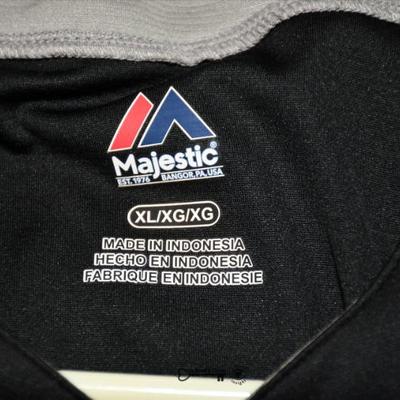 Majestic®
EST. 1976 BANGOR, PA, USA
XL/XG/XG
MADE IN INDONESIA
HECHO EN INDONESIA
FABRIQUE EN INDONESIE